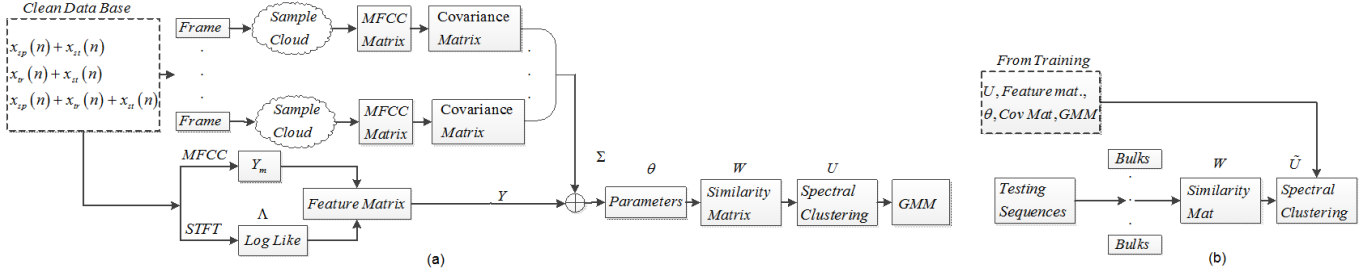 Clean Data Base
x_sp(n) + x_st(n)
x_tr(n) + x_st(n)
x_sp(n) + x_tr(n) + x_st(n)
Frame
Sample
Cloud
MFCC
Matrix
Covariance
Matrix
Frame
Sample
Cloud
MFCC
Matrix
Covariance
Matrix
MFCC
Y_m
STFT
Λ
Log Like
Feature Matrix
Y
Σ
θ
Parameters
W
Similarity
Matrix
U
Spectral
Clustering
GMM
(a)
From Training
U, Feature mat.,
θ, Cov Mat, GMM
Testing
Sequences
Bulks
Bulks
W
Similarity
Mat
Ũ
Spectral
Clustering
(b)